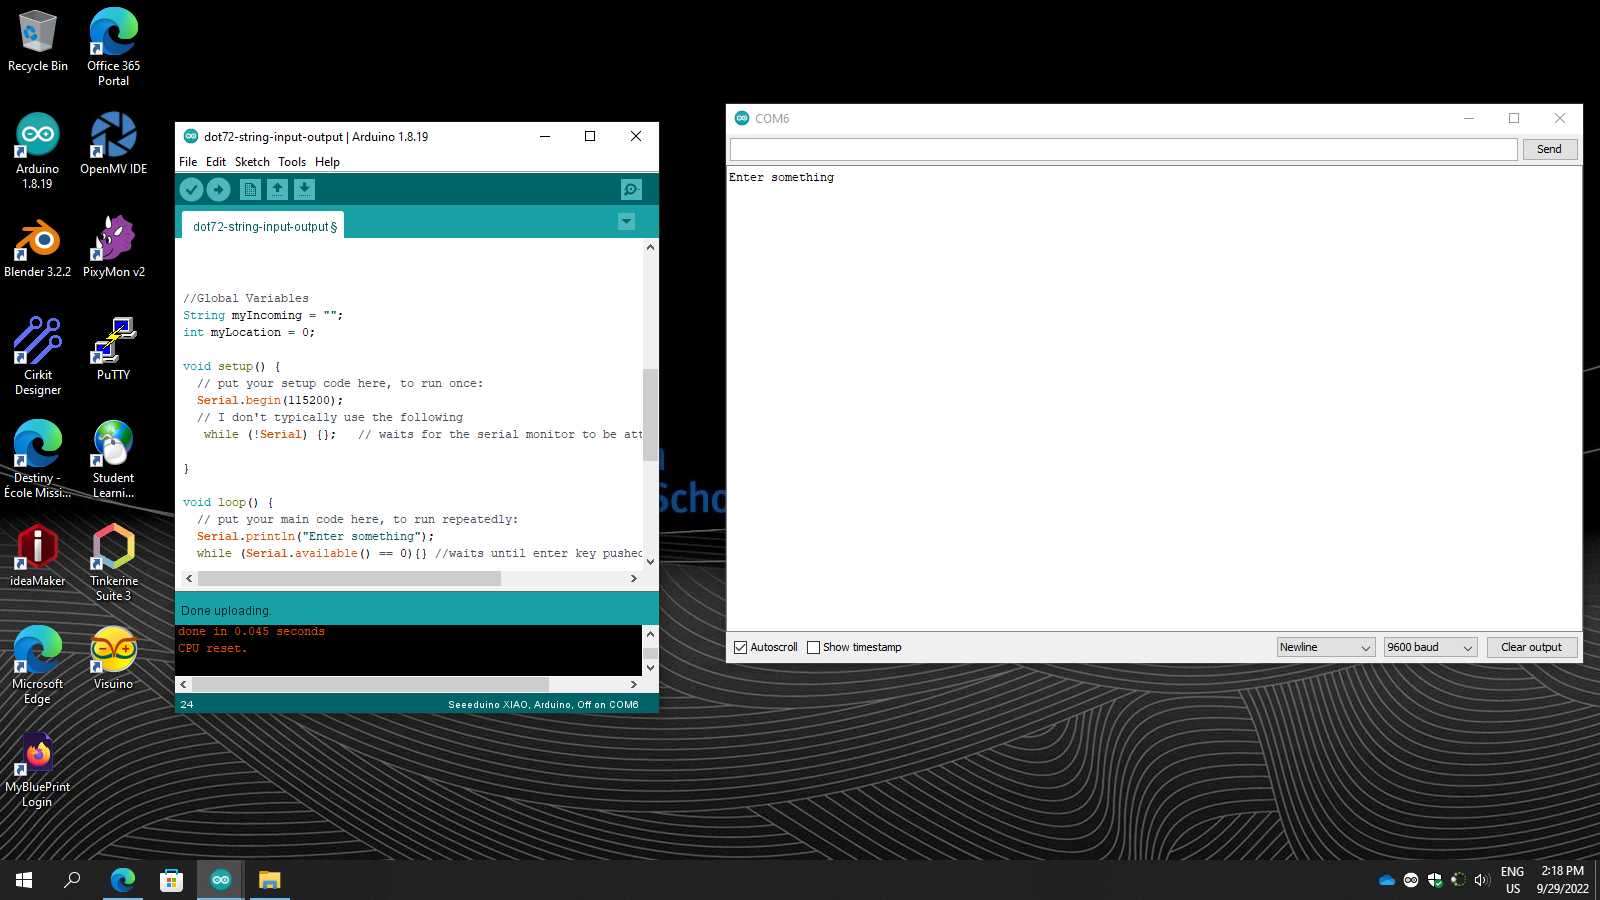 Recycle Bin
Office 365
Portal
Arduino
1.8.19
OpenMV IDE
Blender 3.2.2
PixyMon v2
Cirkit
Designer
PuTTY
Destiny -
École Missi...
Student
Learni...
ideaMaker
Tinkerine
Suite 3
Microsoft
Edge
Visuino
MyBluePrint
Login
dot72-string-input-output | Arduino 1.8.19
File Edit Sketch Tools Help
dot72-string-input-output §
//Global Variables
String myIncoming = "";
int myLocation = 0;
void setup() {
// put your setup code here, to run once:
Serial.begin(115200);
// I don't typically use the following
while (!Serial) {};   // waits for the serial monitor to be att
}
void loop() {
// put your main code here, to run repeatedly:
Serial.println("Enter something");
while (Serial.available() == 0){} //waits until enter key pushed
Done uploading.
done in 0.045 seconds
CPU reset.
24
Seeeduino XIAO, Arduino, Off on COM6
Scho
COM6
Send
Enter something
Autoscroll
Show timestamp
Newline
9600 baud
Clear output
ENG
US
2:18 PM
9/29/2022